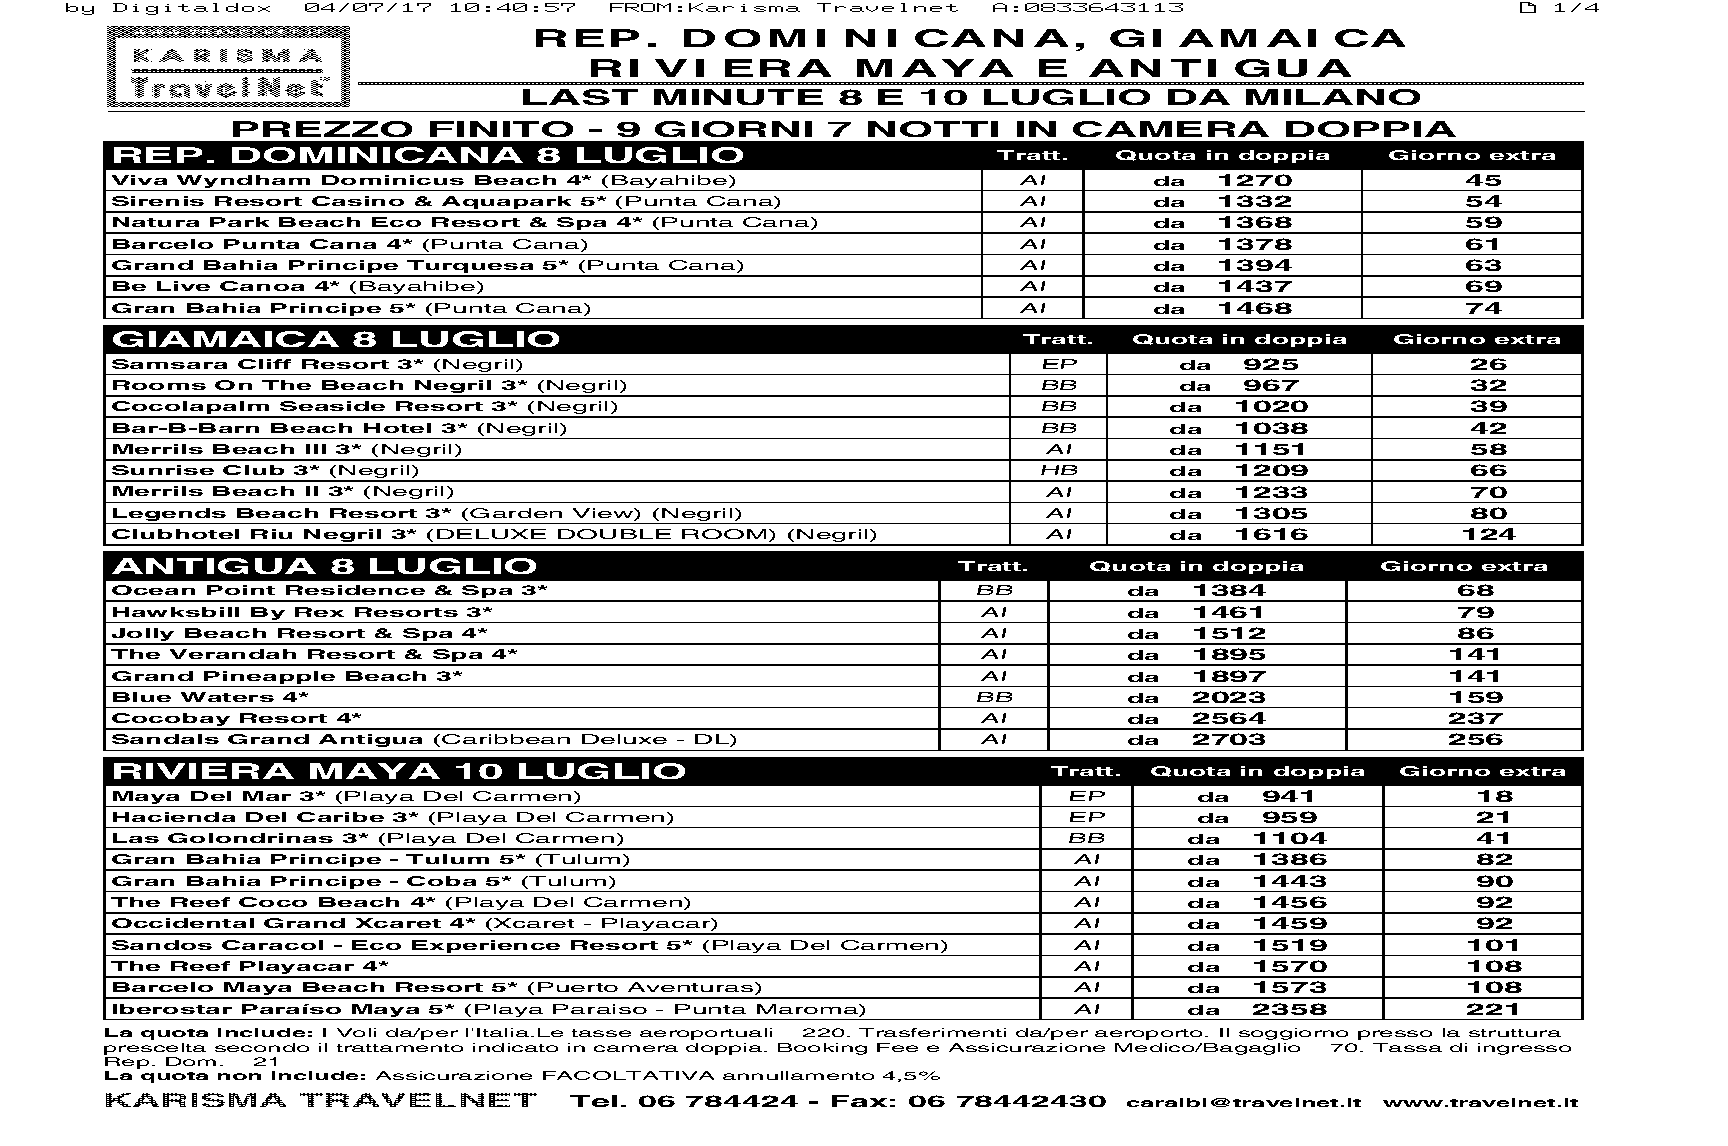 by Digitaldox 04/07/17 10:40:57 FROM:Karisma Travelnet A:0833643113 1/4
KARISMA
TravelNet
REP. DOMINICANA, GIAMAICA
RIVIERA MAYA E ANTIGUA
LAST MINUTE 8 E 10 LUGLIO DA MILANO
PREZZO FINITO - 9 GIORNI 7 NOTTI IN CAMERA DOPPIA
REP. DOMINICANA 8 LUGLIO Tratt. Quota in doppia Giorno extra
Viva Wyndham Dominicus Beach 4* (Bayahibe) AI da 1270 45
Sirenis Resort Casino & Aquapark 5* (Punta Cana) AI da 1332 54
Natura Park Beach Eco Resort & Spa 4* (Punta Cana) AI da 1368 59
Barcelo Punta Cana 4* (Punta Cana) AI da 1378 61
Grand Bahia Principe Turquesa 5* (Punta Cana) AI da 1394 63
Be Live Canoa 4* (Bayahibe) AI da 1437 69
Gran Bahia Principe 5* (Punta Cana) AI da 1468 74
GIAMAICA 8 LUGLIO Tratt. Quota in doppia Giorno extra
Samsara Cliff Resort 3* (Negril) EP da 925 26
Rooms On The Beach Negril 3* (Negril) BB da 967 32
Cocolapalm Seaside Resort 3* (Negril) BB da 1020 39
Bar-B-Barn Beach Hotel 3* (Negril) BB da 1038 42
Merrils Beach III 3* (Negril) AI da 1151 58
Sunrise Club 3* (Negril) HB da 1209 66
Merrils Beach II 3* (Negril) AI da 1233 70
Legends Beach Resort 3* (Garden View) (Negril) AI da 1305 80
Clubhotel Riu Negril 3* (DELUXE DOUBLE ROOM) (Negril) AI da 1616 124
ANTIGUA 8 LUGLIO Tratt. Quota in doppia Giorno extra
Ocean Point Residence & Spa 3* BB da 1384 68
Hawksbill By Rex Resorts 3* AI da 1461 79
Jolly Beach Resort & Spa 4* AI da 1512 86
The Verandah Resort & Spa 4* AI da 1895 141
Grand Pineapple Beach 3* AI da 1897 141
Blue Waters 4* BB da 2023 159
Cocobay Resort 4* AI da 2564 237
Sandals Grand Antigua (Caribbean Deluxe - DL) AI da 2703 256
RIVIERA MAYA 10 LUGLIO Tratt. Quota in doppia Giorno extra
Maya Del Mar 3* (Playa Del Carmen) EP da 941 18
Hacienda Del Caribe 3* (Playa Del Carmen) EP da 959 21
Las Golondrinas 3* (Playa Del Carmen) BB da 1104 41
Gran Bahia Principe - Tulum 5* (Tulum) AI da 1386 82
Gran Bahia Principe - Coba 5* (Tulum) AI da 1443 90
The Reef Coco Beach 4* (Playa Del Carmen) AI da 1456 92
Occidental Grand Xcaret 4* (Xcaret - Playacar) AI da 1459 92
Sandos Caracol - Eco Experience Resort 5* (Playa Del Carmen) AI da 1519 101
The Reef Playacar 4* AI da 1570 108
Barcelo Maya Beach Resort 5* (Puerto Aventuras) AI da 1573 108
Iberostar Paraíso Maya 5* (Playa Paraiso - Punta Maroma) AI da 2358 221
La quota Include: I Voli da/per l'Italia.Le tasse aeroportuali 220. Trasferimenti da/per aeroporto. Il soggiorno presso la struttura
prescelta secondo il trattamento indicato in camera doppia. Booking Fee e Assicurazione Medico/Bagaglio 70. Tassa di ingresso
Rep. Dom. 21
La quota non Include: Assicurazione FACOLTATIVA annullamento 4,5%
KARISMA TRAVELNET Tel. 06 784424 - Fax: 06 78442430 caraibi@travelnet.it www.travelnet.it